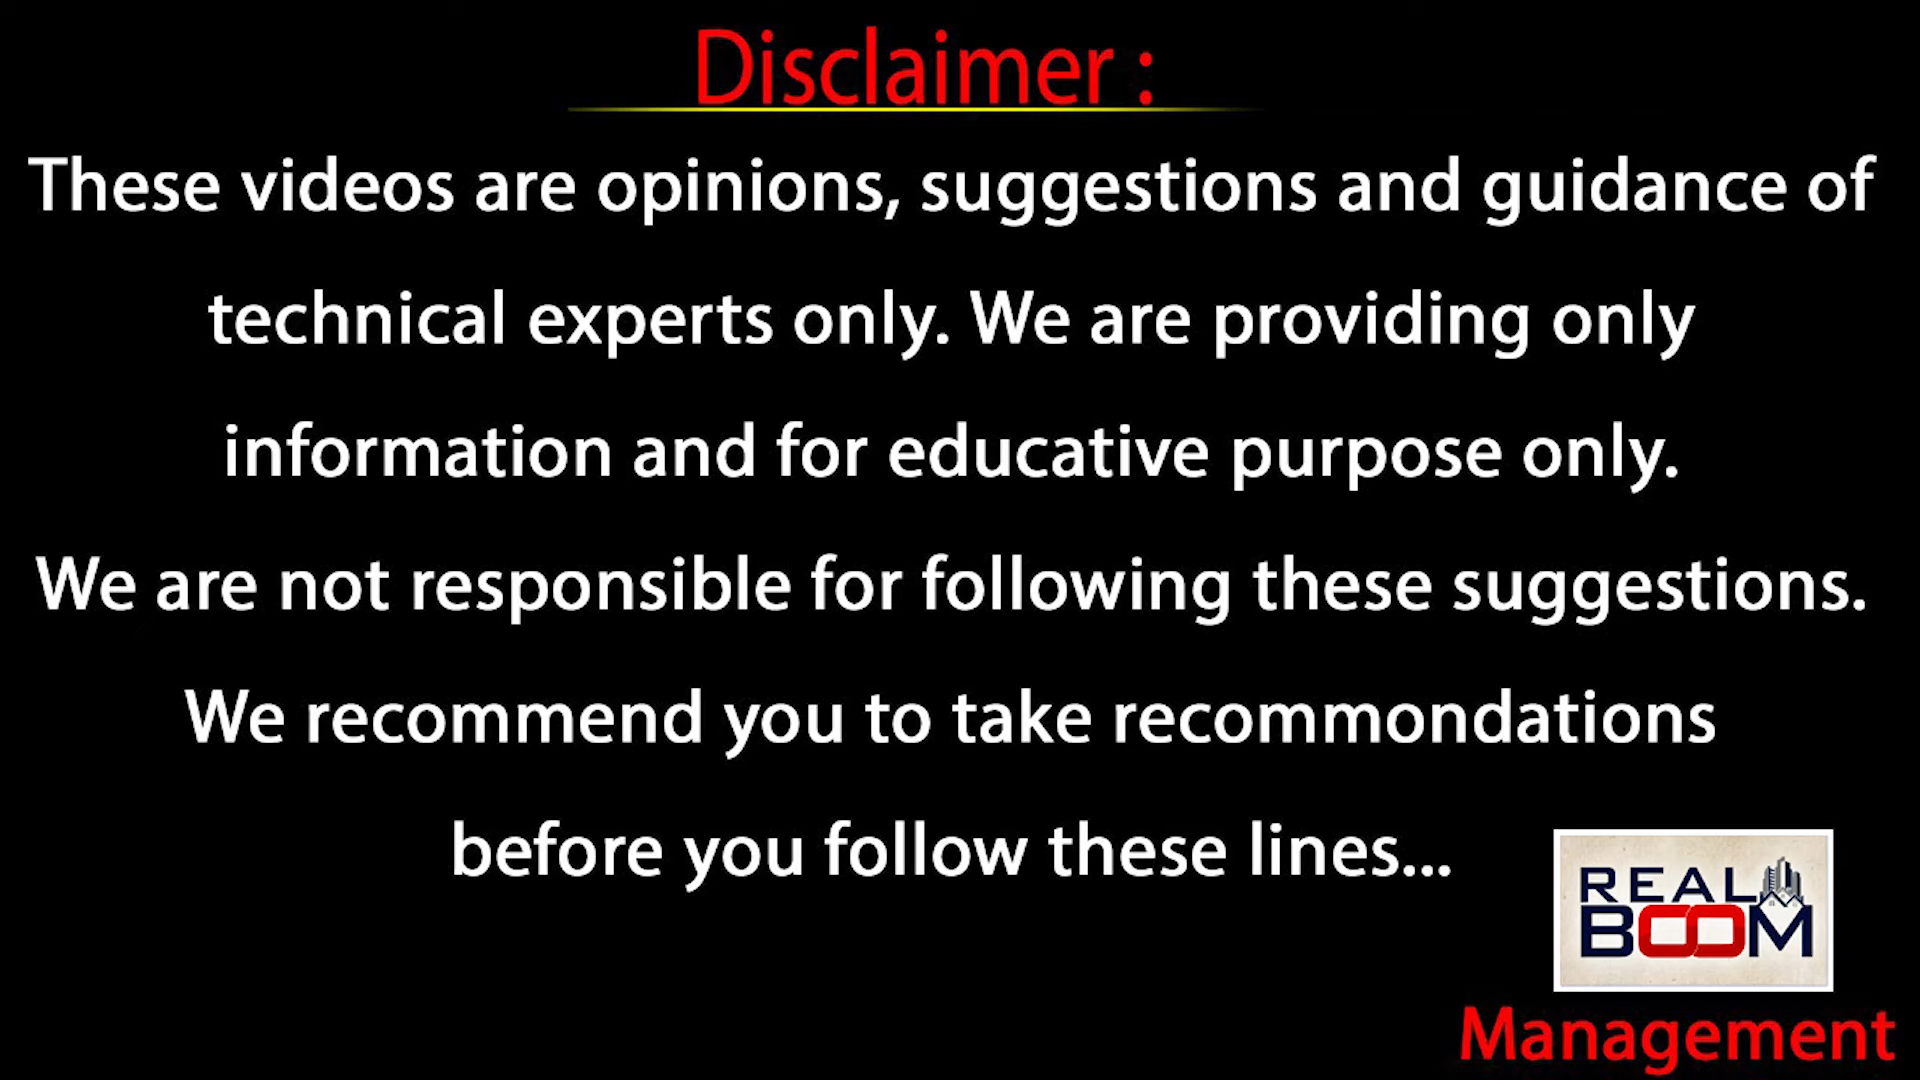 Disclaimer :
These videos are opinions, suggestions and guidance of
technical experts only. We are providing only
information and for educative purpose only.
We are not responsible for following these suggestions.
We recommend you to take recommondations
before you follow these lines...
REAL
BOOM
Management